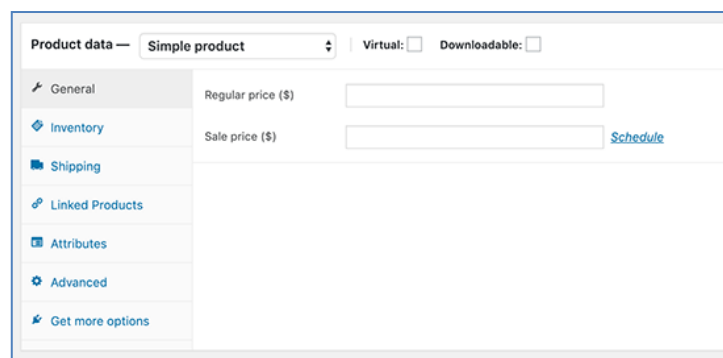 Product data — Simple product Virtual: Downloadable:
General
Regular price ($)
Inventory
Sale price ($) Schedule
Shipping
Linked Products
Attributes
Advanced
Get more options